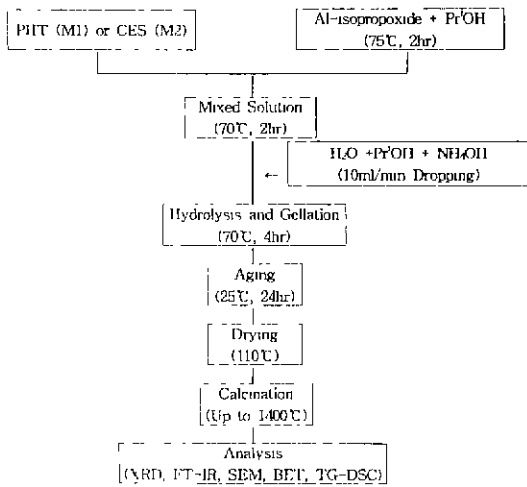 PHT (M1) or CES (M2)
Al-isopropoxide + PrⁱOH
(75℃, 2hr)
Mixed Solution
(70℃, 2hr)
H₂O +PrⁱOH + NH₄OH
(10ml/min Dropping)
Hydrolysis and Gellation
(70℃, 4hr)
Aging
(25℃, 24hr)
Drying
(110℃)
Calcination
(Up to 1400℃)
Analysis
(XRD, FT-IR, SEM, BET, TG-DSC)